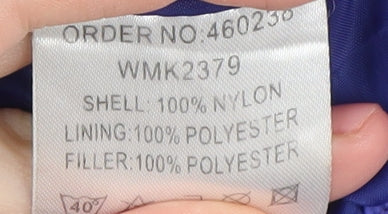 ORDER NO:460238
WMK2379
SHELL: 100% NYLON
LINING:100% POLYESTER
FILLER:100% POLYESTER
40°